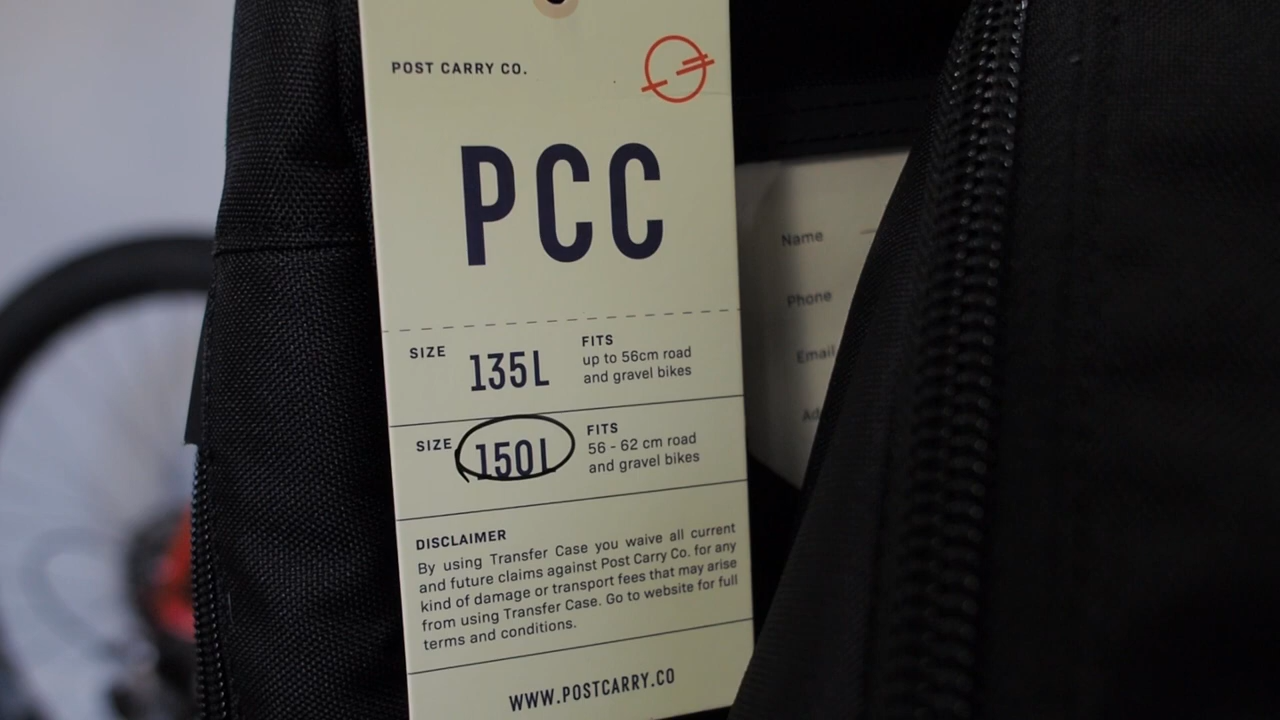 POST CARRY CO.
PCC
SIZE 135L
FITS
up to 56cm road
and gravel bikes
SIZE 150L
FITS
56 - 62 cm road
and gravel bikes
DISCLAIMER
By using Transfer Case you waive all current
and future claims against Post Carry Co. for any
kind of damage or transport fees that may arise
from using Transfer Case. Go to website for full
terms and conditions.
WWW.POSTCARRY.CO
Name
Phone
Email